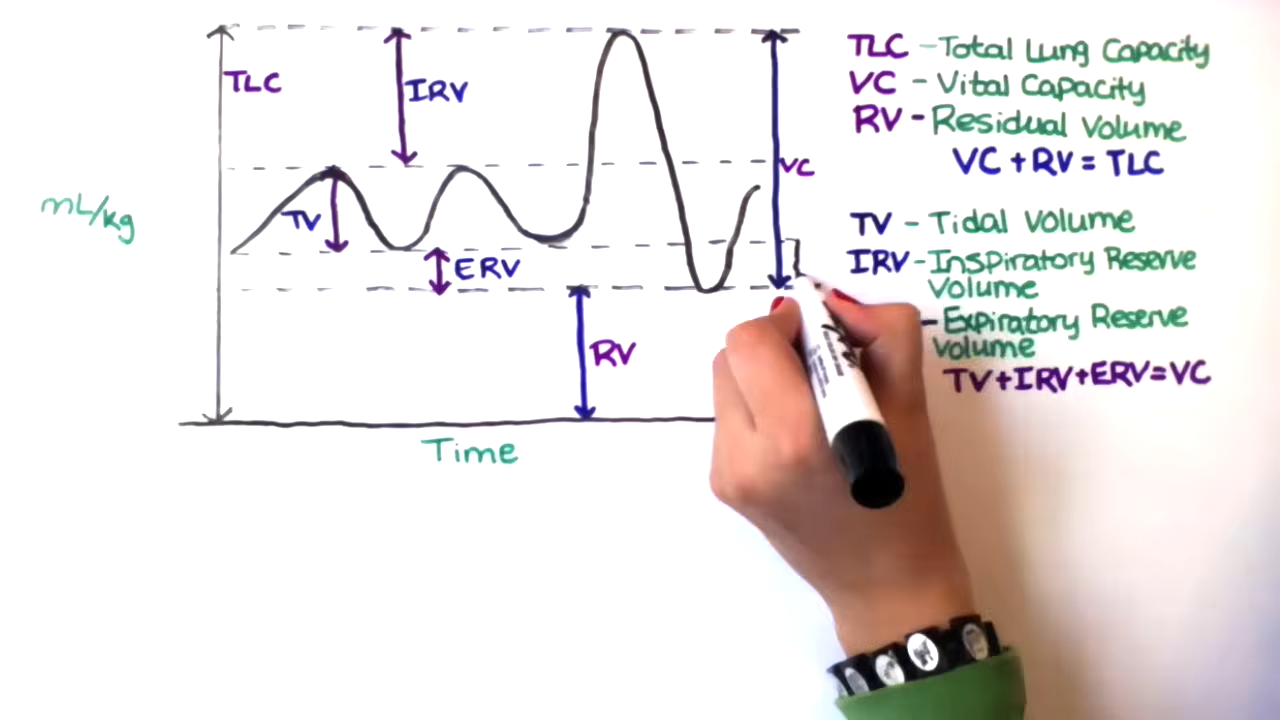 TLC
IRV
mL/kg
TV
ERV
VC
RV
Time
TLC - Total Lung Capacity
VC - Vital Capacity
RV - Residual Volume
VC + RV = TLC
TV - Tidal Volume
IRV - Inspiratory Reserve
Volume
- Expiratory Reserve
Volume
TV+IRV+ERV=VC